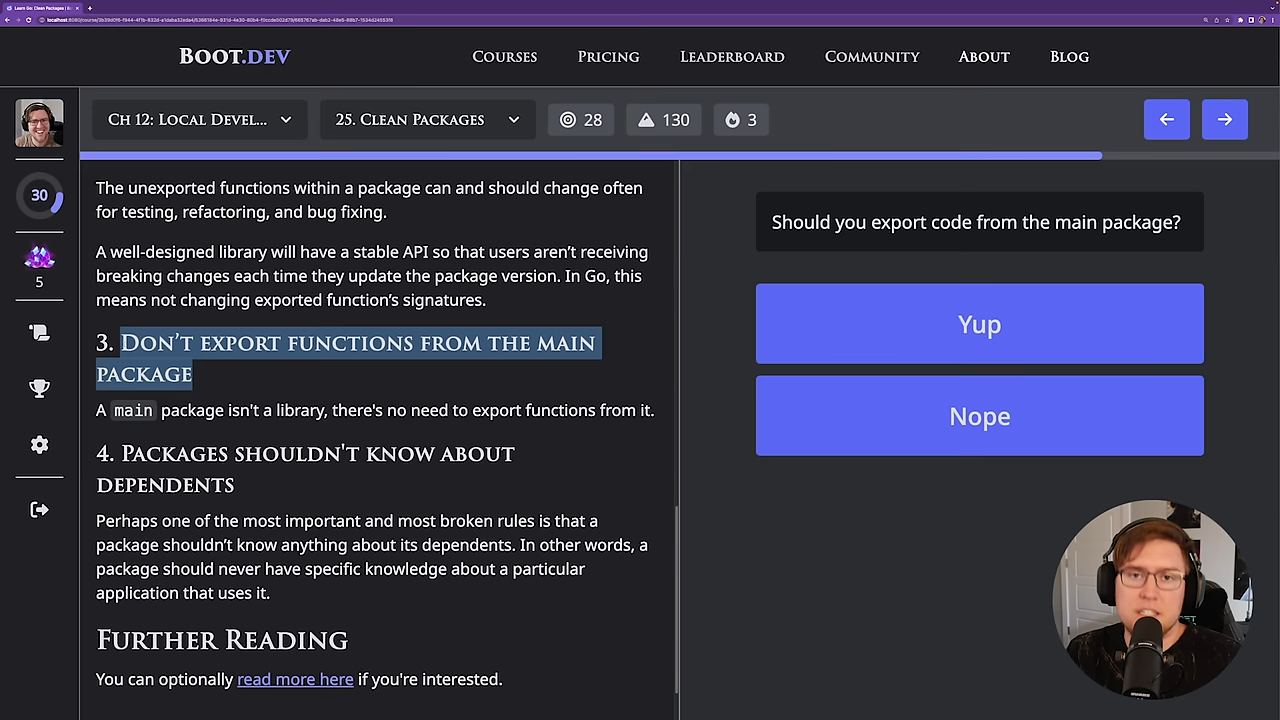 Learn Go: Clean Packages | Bo
BOOT.DEV
COURSES
PRICING
LEADERBOARD
COMMUNITY
ABOUT
BLOG
CH 12: LOCAL DEVEL...
25. CLEAN PACKAGES
28
130
3
30
5
The unexported functions within a package can and should change often
for testing, refactoring, and bug fixing.
A well-designed library will have a stable API so that users aren’t receiving
breaking changes each time they update the package version. In Go, this
means not changing exported function’s signatures.
3. DON’T EXPORT FUNCTIONS FROM THE MAIN
PACKAGE
A main package isn't a library, there's no need to export functions from it.
4. PACKAGES SHOULDN'T KNOW ABOUT
DEPENDENTS
Perhaps one of the most important and most broken rules is that a
package shouldn’t know anything about its dependents. In other words, a
package should never have specific knowledge about a particular
application that uses it.
FURTHER READING
You can optionally read more here if you're interested.
Should you export code from the main package?
Yup
Nope